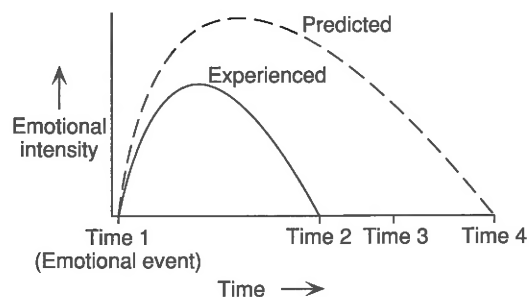 Predicted
Experienced
Emotional
intensity
Time 1
(Emotional event)
Time 2
Time 3
Time 4
Time